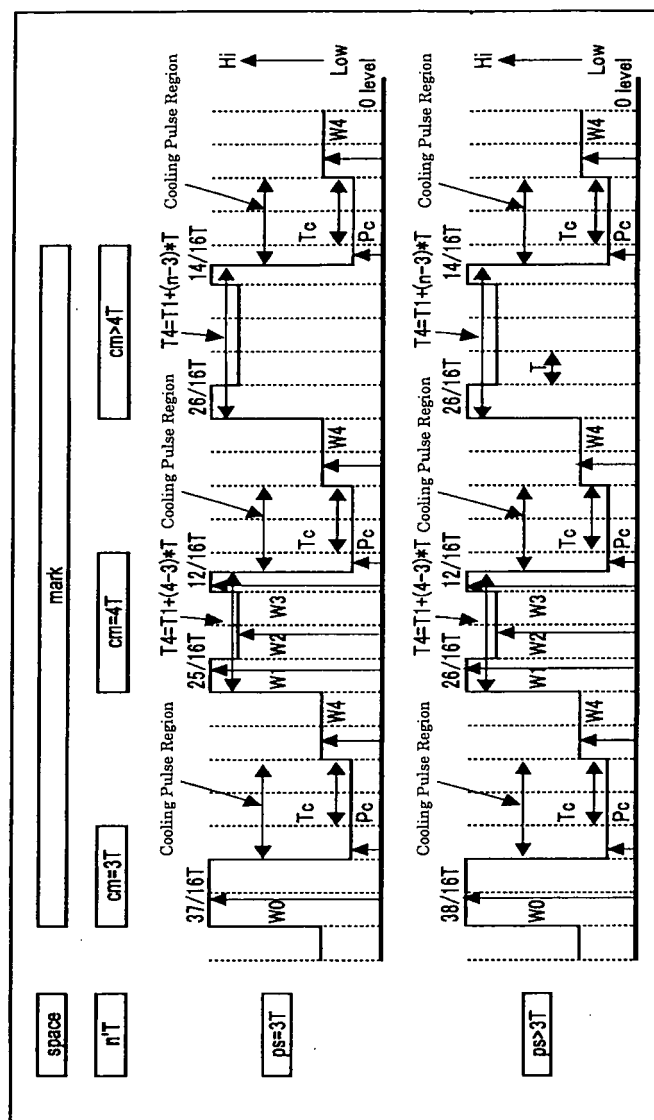 space
mark
n'T
cm=3T
cm=4T
cm>4T
ps=3T
37/16T
W0
Cooling Pulse Region
Tc
Pc
W4
25/16T
T4=T1+(4-3)*T
12/16T
W1
W2
W3
Cooling Pulse Region
Tc
Pc
W4
26/16T
T4=T1+(n-3)*T
14/16T
Cooling Pulse Region
Tc
Pc
W4
Hi
Low
0 level
ps>3T
38/16T
W0
Cooling Pulse Region
Tc
Pc
W4
26/16T
T4=T1+(4-3)*T
12/16T
W1
W2
W3
Cooling Pulse Region
Tc
Pc
W4
26/16T
T4=T1+(n-3)*T
14/16T
T
Cooling Pulse Region
Tc
Pc
W4
Hi
Low
0 level